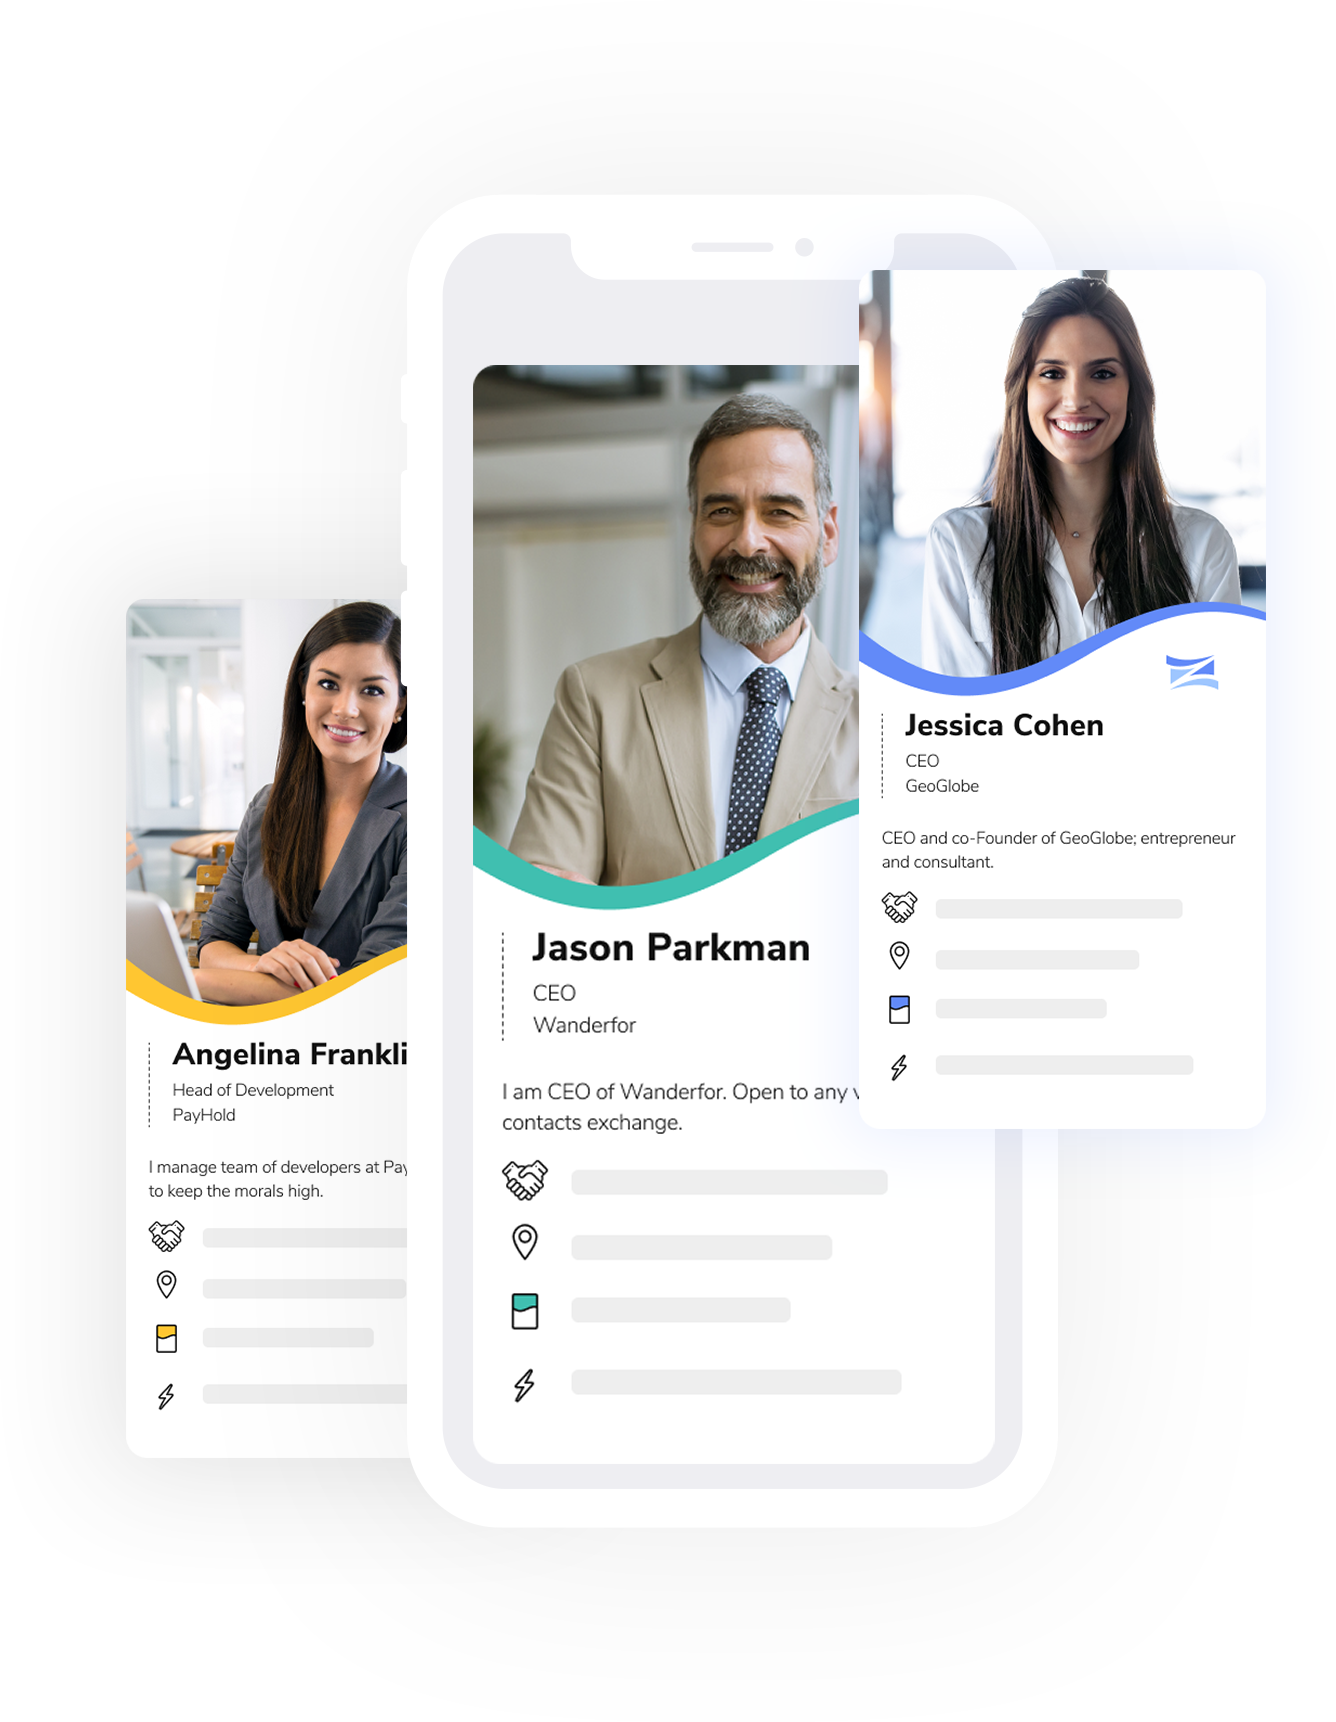 Jessica Cohen
CEO
GeoGlobe
CEO and co-Founder of GeoGlobe; entrepreneur
and consultant.
Jason Parkman
CEO
Wanderfor
I am CEO of Wanderfor. Open to any
contacts exchange.
Angelina Frankli
Head of Development
PayHold
I manage team of developers at Pay
to keep the morals high.